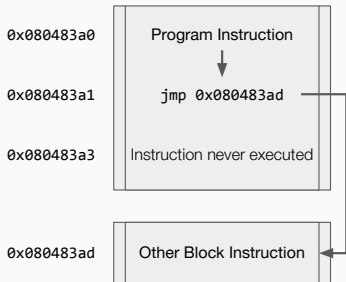 0x080483a0 Program Instruction
0x080483a1 jmp 0x080483ad
0x080483a3 Instruction never executed
0x080483ad Other Block Instruction